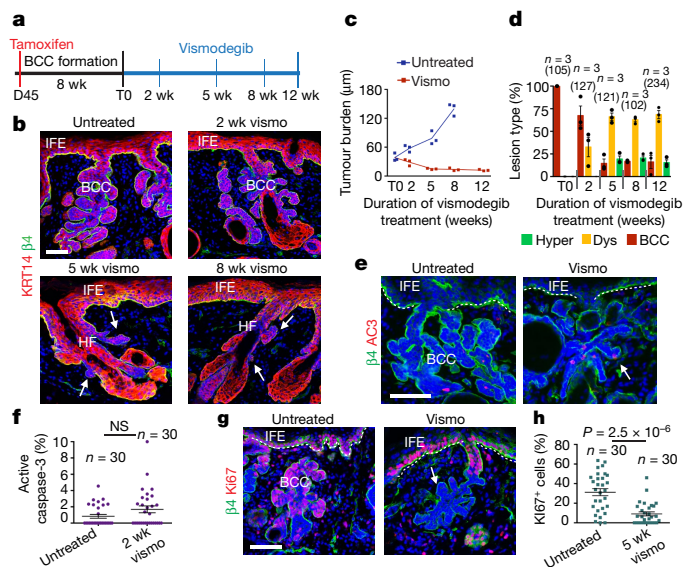 a
Tamoxifen
BCC formation
Vismodegib
8 wk
2 wk
5 wk
8 wk
12 wk
D45
T0
b
Untreated
2 wk vismo
IFE
IFE
BCC
BCC
KRT14 β4
5 wk vismo
8 wk vismo
IFE
IFE
HF
HF
c
Untreated
Vismo
Tumour burden (μm)
180
120
60
0
T0 2 5 8 12
Duration of vismodegib
treatment (weeks)
d
n = 3
(105)
n = 3
(127)
n = 3
(121)
n = 3
(102)
n = 3
(234)
Lesion type (%)
100
75
50
25
0
T0 2 5 8 12
Duration of vismodegib
treatment (weeks)
Hyper Dys BCC
e
Untreated
Vismo
IFE
IFE
BCC
β4 AC3
f
NS
n = 30
n = 30
Active
caspase-3 (%)
10
8
6
4
2
0
Untreated
2 wk
vismo
g
Untreated
Vismo
IFE
IFE
BCC
β4 Ki67
h
P = 2.5 × 10⁻⁶
n = 30
n = 30
KI67⁺ cells (%)
80
60
40
20
0
Untreated
5 wk
vismo